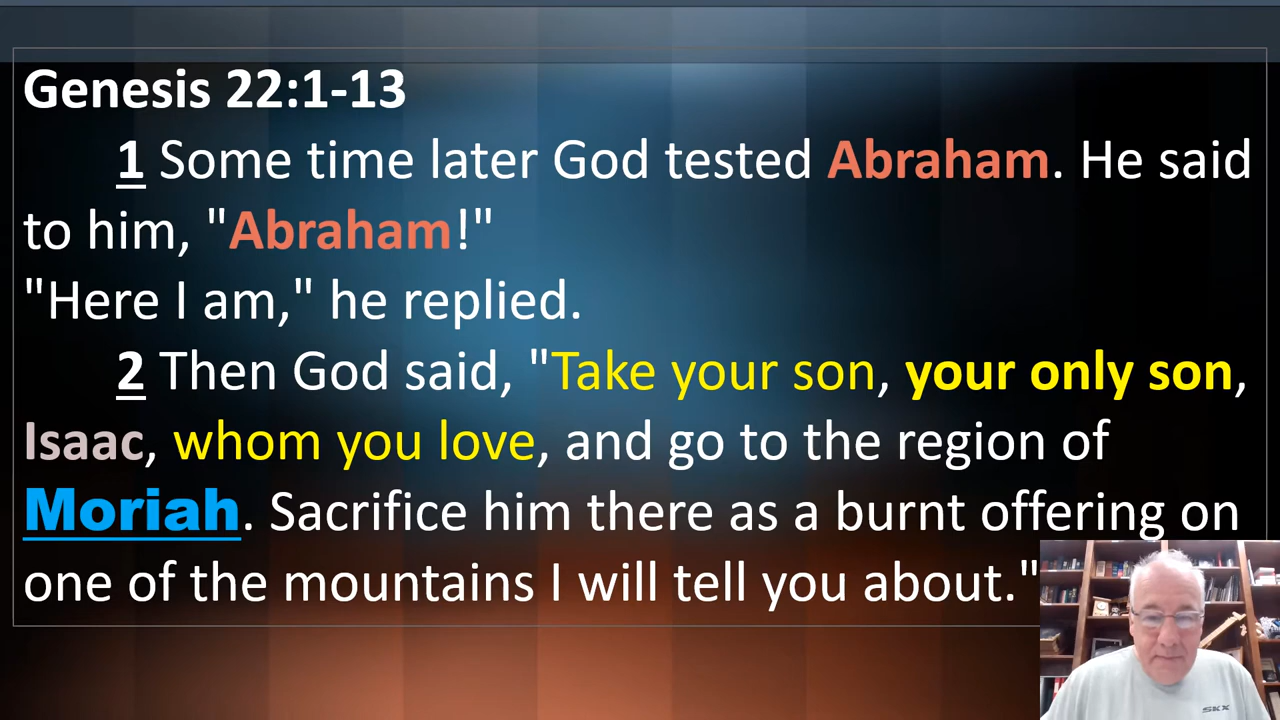 Genesis 22:1-13
1 Some time later God tested Abraham. He said
to him, "Abraham!"
"Here I am," he replied.
2 Then God said, "Take your son, your only son,
Isaac, whom you love, and go to the region of
Moriah. Sacrifice him there as a burnt offering on
one of the mountains I will tell you about."
SKX